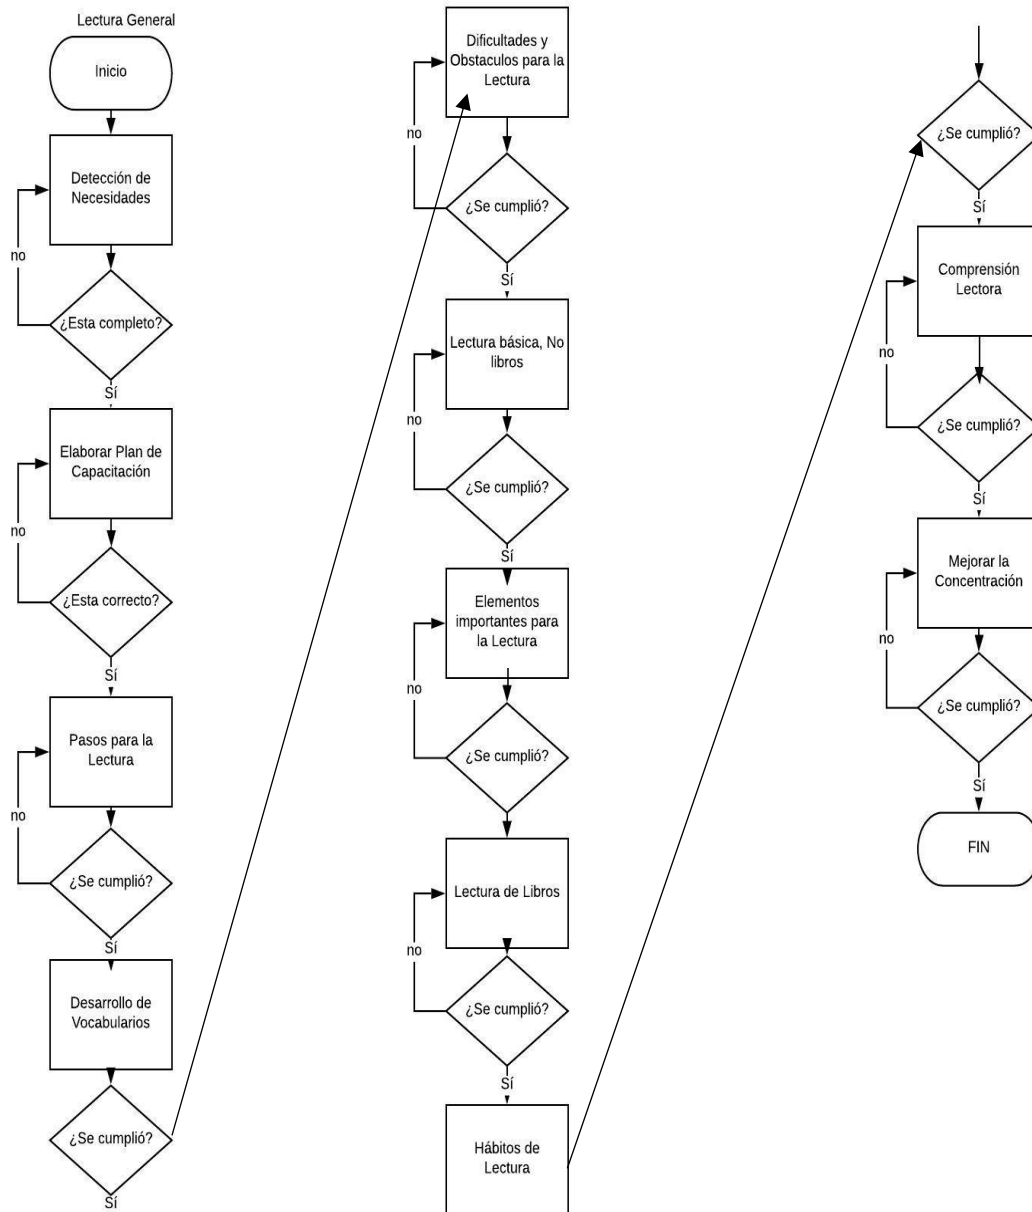 Lectura General
Inicio
Detección de
Necesidades
no
¿Esta completo?
Sí
Elaborar Plan de
Capacitación
no
¿Esta correcto?
Sí
Pasos para la
Lectura
no
¿Se cumplió?
Sí
Desarrollo de
Vocabularios
¿Se cumplió?
Sí
Dificultades y
Obstaculos para la
Lectura
no
¿Se cumplió?
Sí
Lectura básica, No
libros
no
¿Se cumplió?
Sí
Elementos
importantes para
la Lectura
no
¿Se cumplió?
Lectura de Libros
no
¿Se cumplió?
Sí
Hábitos de
Lectura
¿Se cumplió?
Sí
Comprensión
Lectora
no
¿Se cumplió?
Sí
Mejorar la
Concentración
no
¿Se cumplió?
Sí
FIN